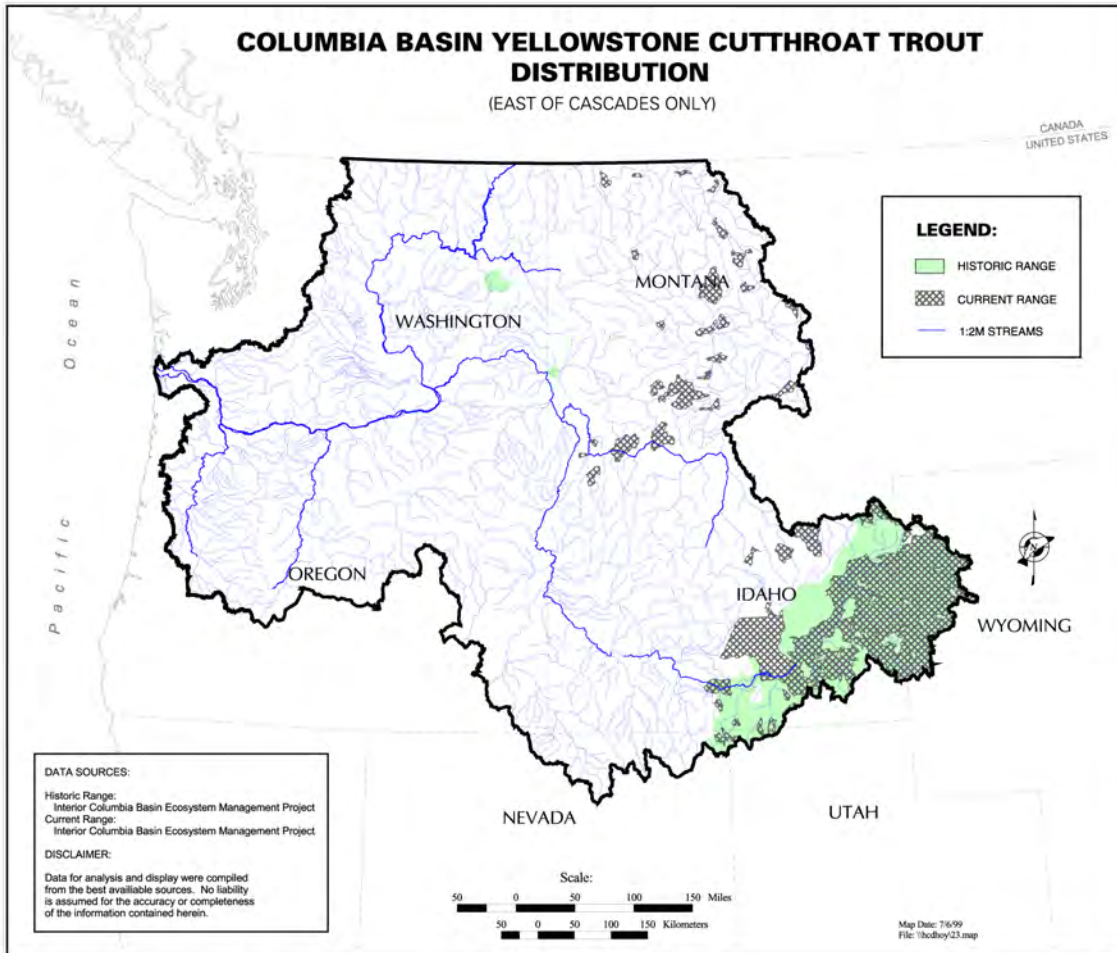 COLUMBIA BASIN YELLOWSTONE CUTTHROAT TROUT
DISTRIBUTION
(EAST OF CASCADES ONLY)
CANADA
UNITED STATES
LEGEND:
HISTORIC RANGE
CURRENT RANGE
1:2M STREAMS
Pacific Ocean
MONTANA
WASHINGTON
OREGON
IDAHO
WYOMING
NEVADA
UTAH
DATA SOURCES:
Historic Range:
Interior Columbia Basin Ecosystem Management Project
Current Range:
Interior Columbia Basin Ecosystem Management Project
DISCLAIMER:
Data for analysis and display were compiled
from the best availiable sources. No liability
is assumed for the accuracy or completeness
of the information contained herein.
Scale:
50 0 50 100 150 Miles
50 0 50 100 150 Kilometers
Map Date: 7/6/99